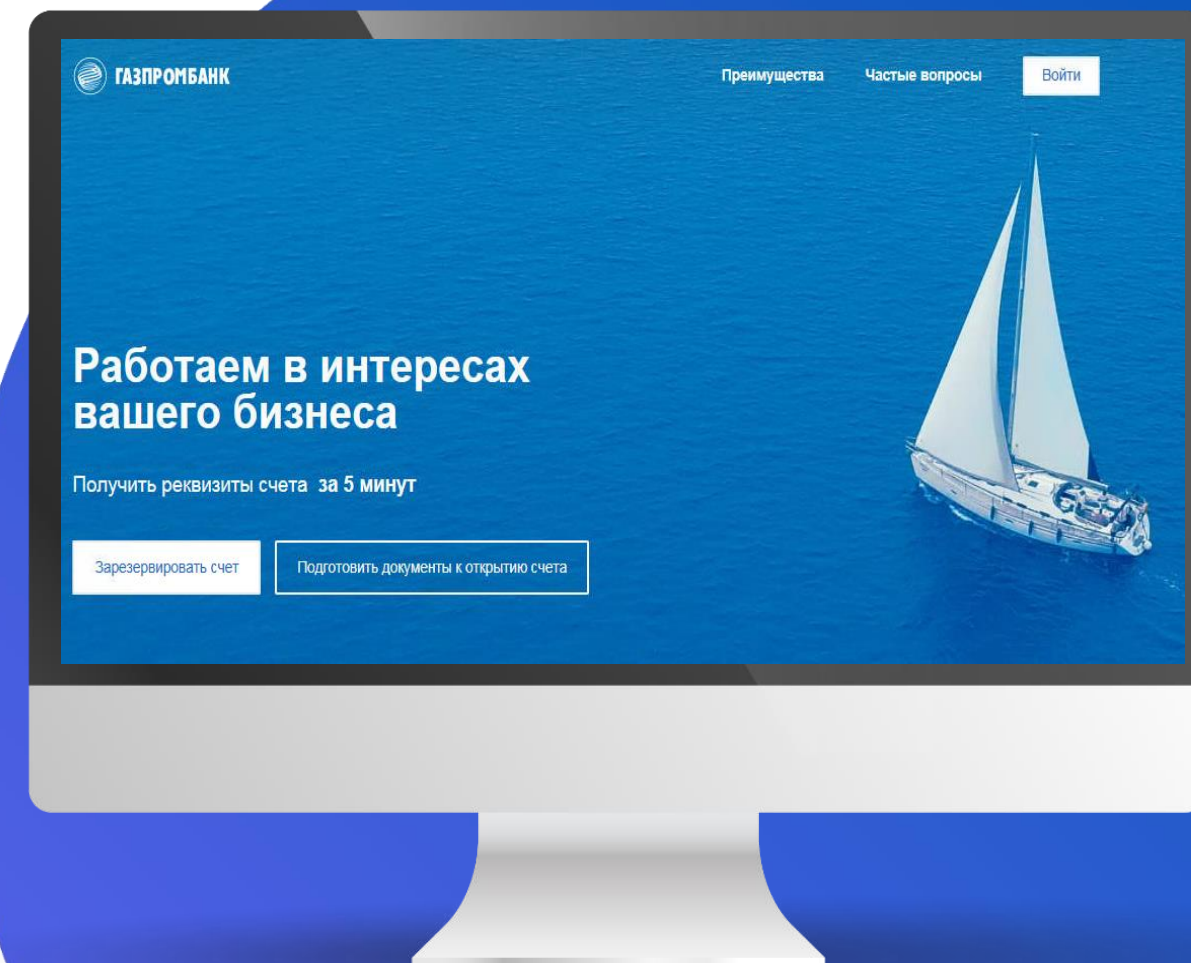 ГАЗПРОМБАНК
Преимущества
Частые вопросы
Войти
Работаем в интересах
вашего бизнеса
Получить реквизиты счета за 5 минут
Зарезервировать счет
Подготовить документы к открытию счета